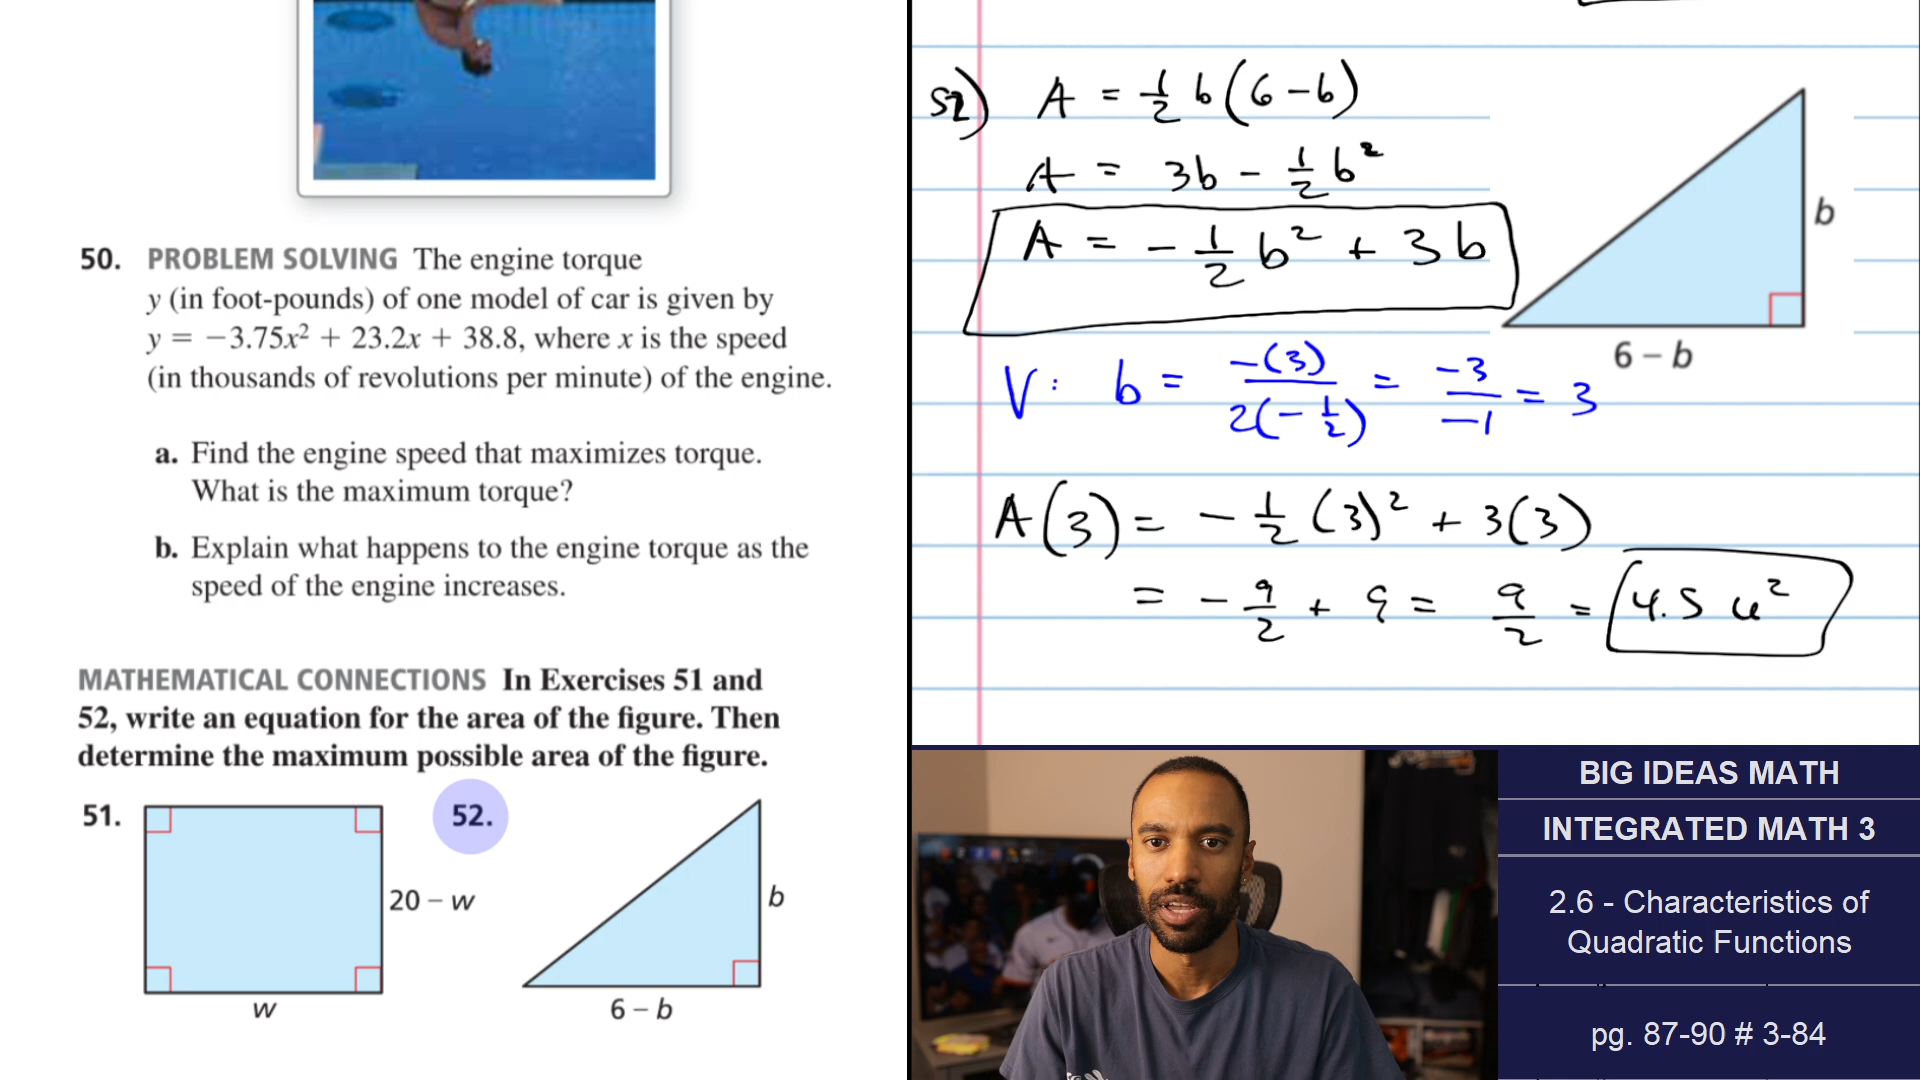 50. PROBLEM SOLVING The engine torque
y (in foot-pounds) of one model of car is given by
y = −3.75x² + 23.2x + 38.8, where x is the speed
(in thousands of revolutions per minute) of the engine.
a. Find the engine speed that maximizes torque.
What is the maximum torque?
b. Explain what happens to the engine torque as the
speed of the engine increases.
MATHEMATICAL CONNECTIONS In Exercises 51 and
52, write an equation for the area of the figure. Then
determine the maximum possible area of the figure.
51.
20 − w
w
52.
b
6 − b
52) A = 1/2 b(6 − b)
A = 3b − 1/2 b²
A = − 1/2 b² + 3b
b
6 − b
V: b = −(3)/2(−1/2) = −3/−1 = 3
A(3) = − 1/2 (3)² + 3(3)
= − 9/2 + 9 = 9/2 = 4.5 u²
BIG IDEAS MATH
INTEGRATED MATH 3
2.6 - Characteristics of
Quadratic Functions
pg. 87-90 # 3-84